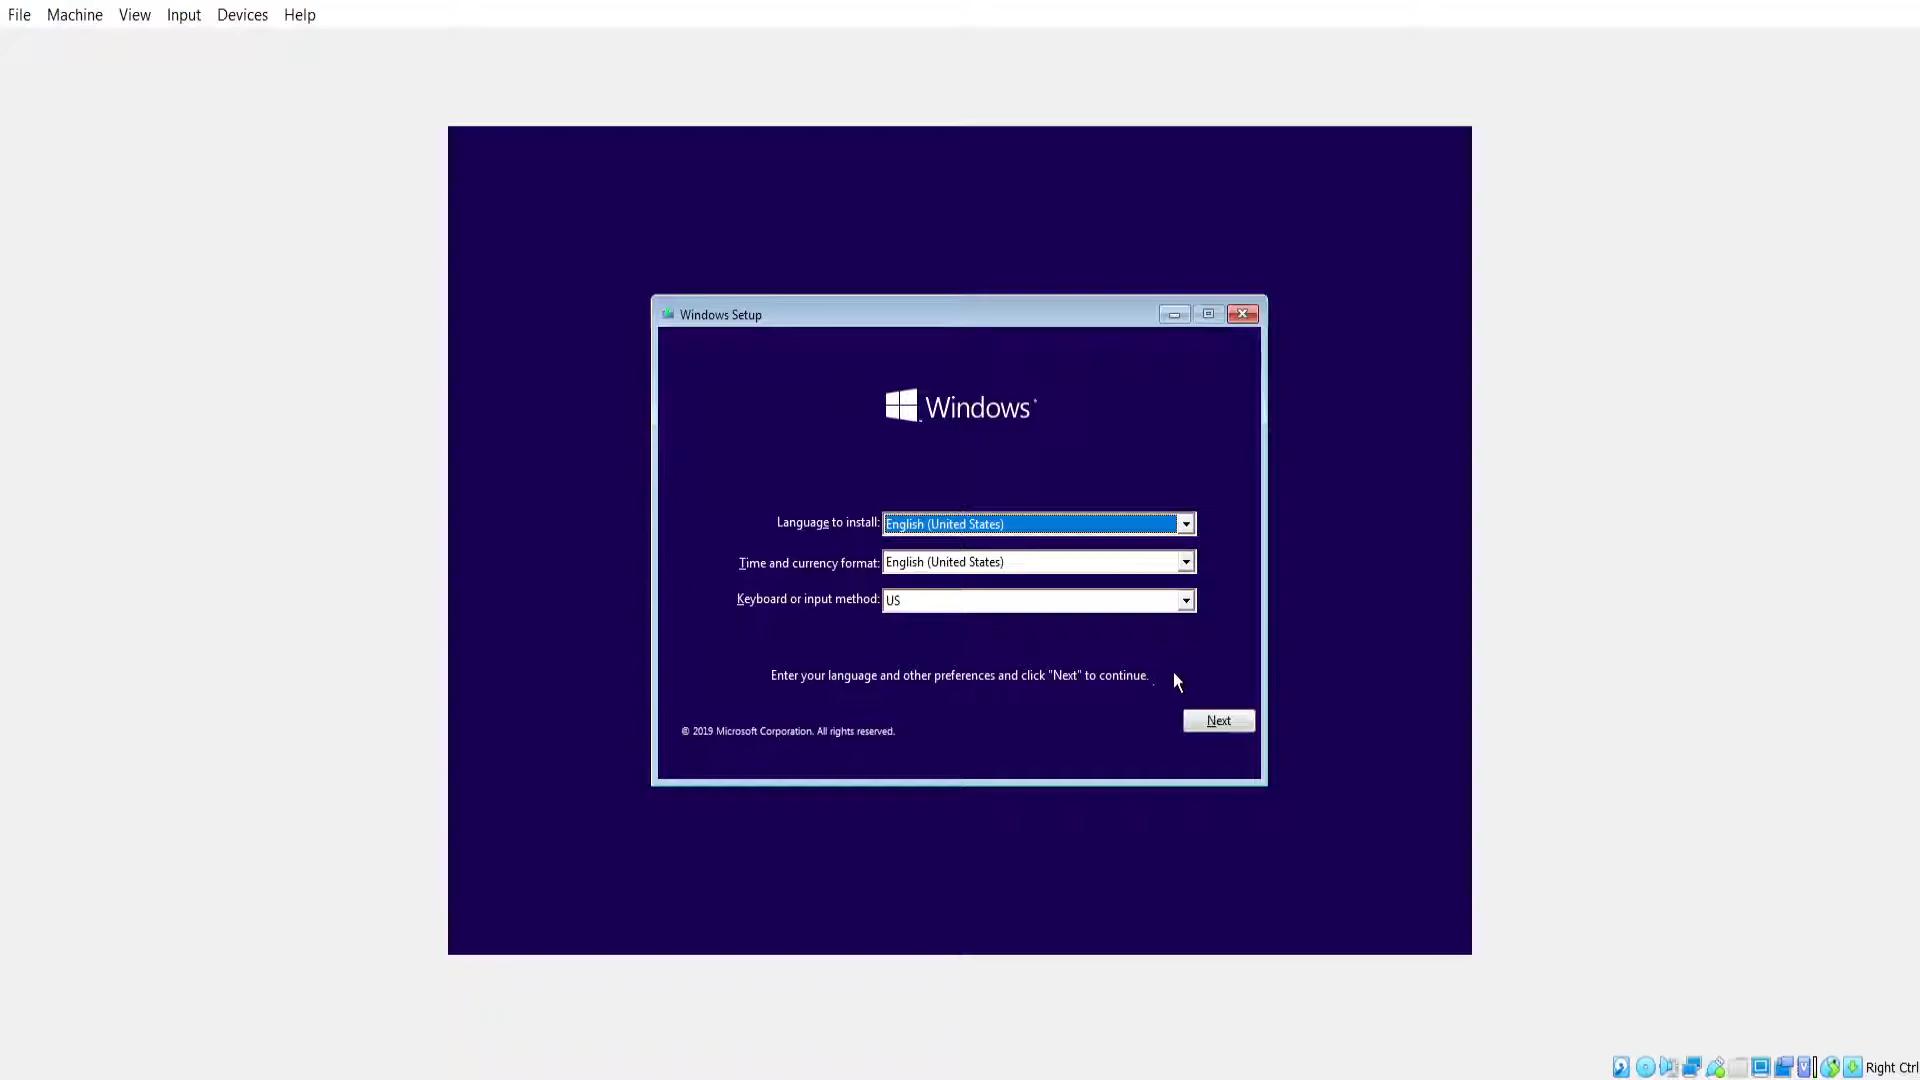 File Machine View Input Devices Help
Windows Setup
Windows
Language to install: English (United States)
Time and currency format: English (United States)
Keyboard or input method: US
Enter your language and other preferences and click "Next" to continue.
Next
© 2019 Microsoft Corporation. All rights reserved.
Right Ctrl